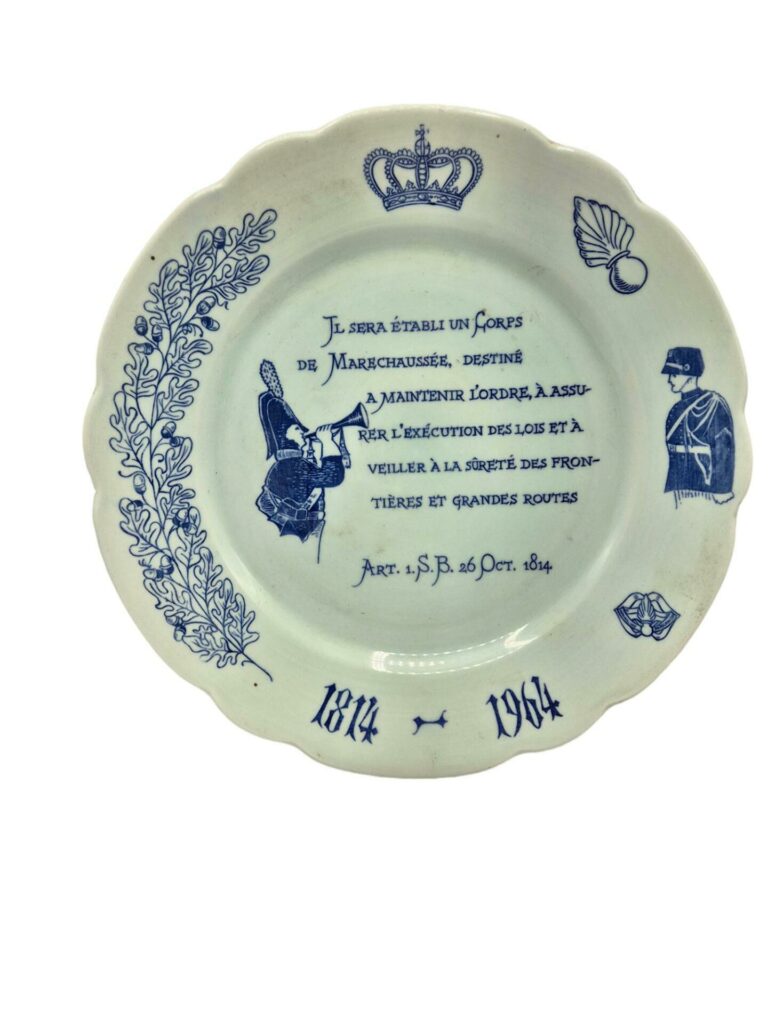 IL SERA ÉTABLI UN CORPS
DE MARECHAUSSÉE, DESTINÉ
A MAINTENIR L'ORDRE, À ASSU-
RER L'EXÉCUTION DES LOIS ET À
VEILLER À LA SÛRETÉ DES FRON-
TIÈRES ET GRANDES ROUTES
ART. 1. S.B. 26 OCT. 1814
1814 - 1964